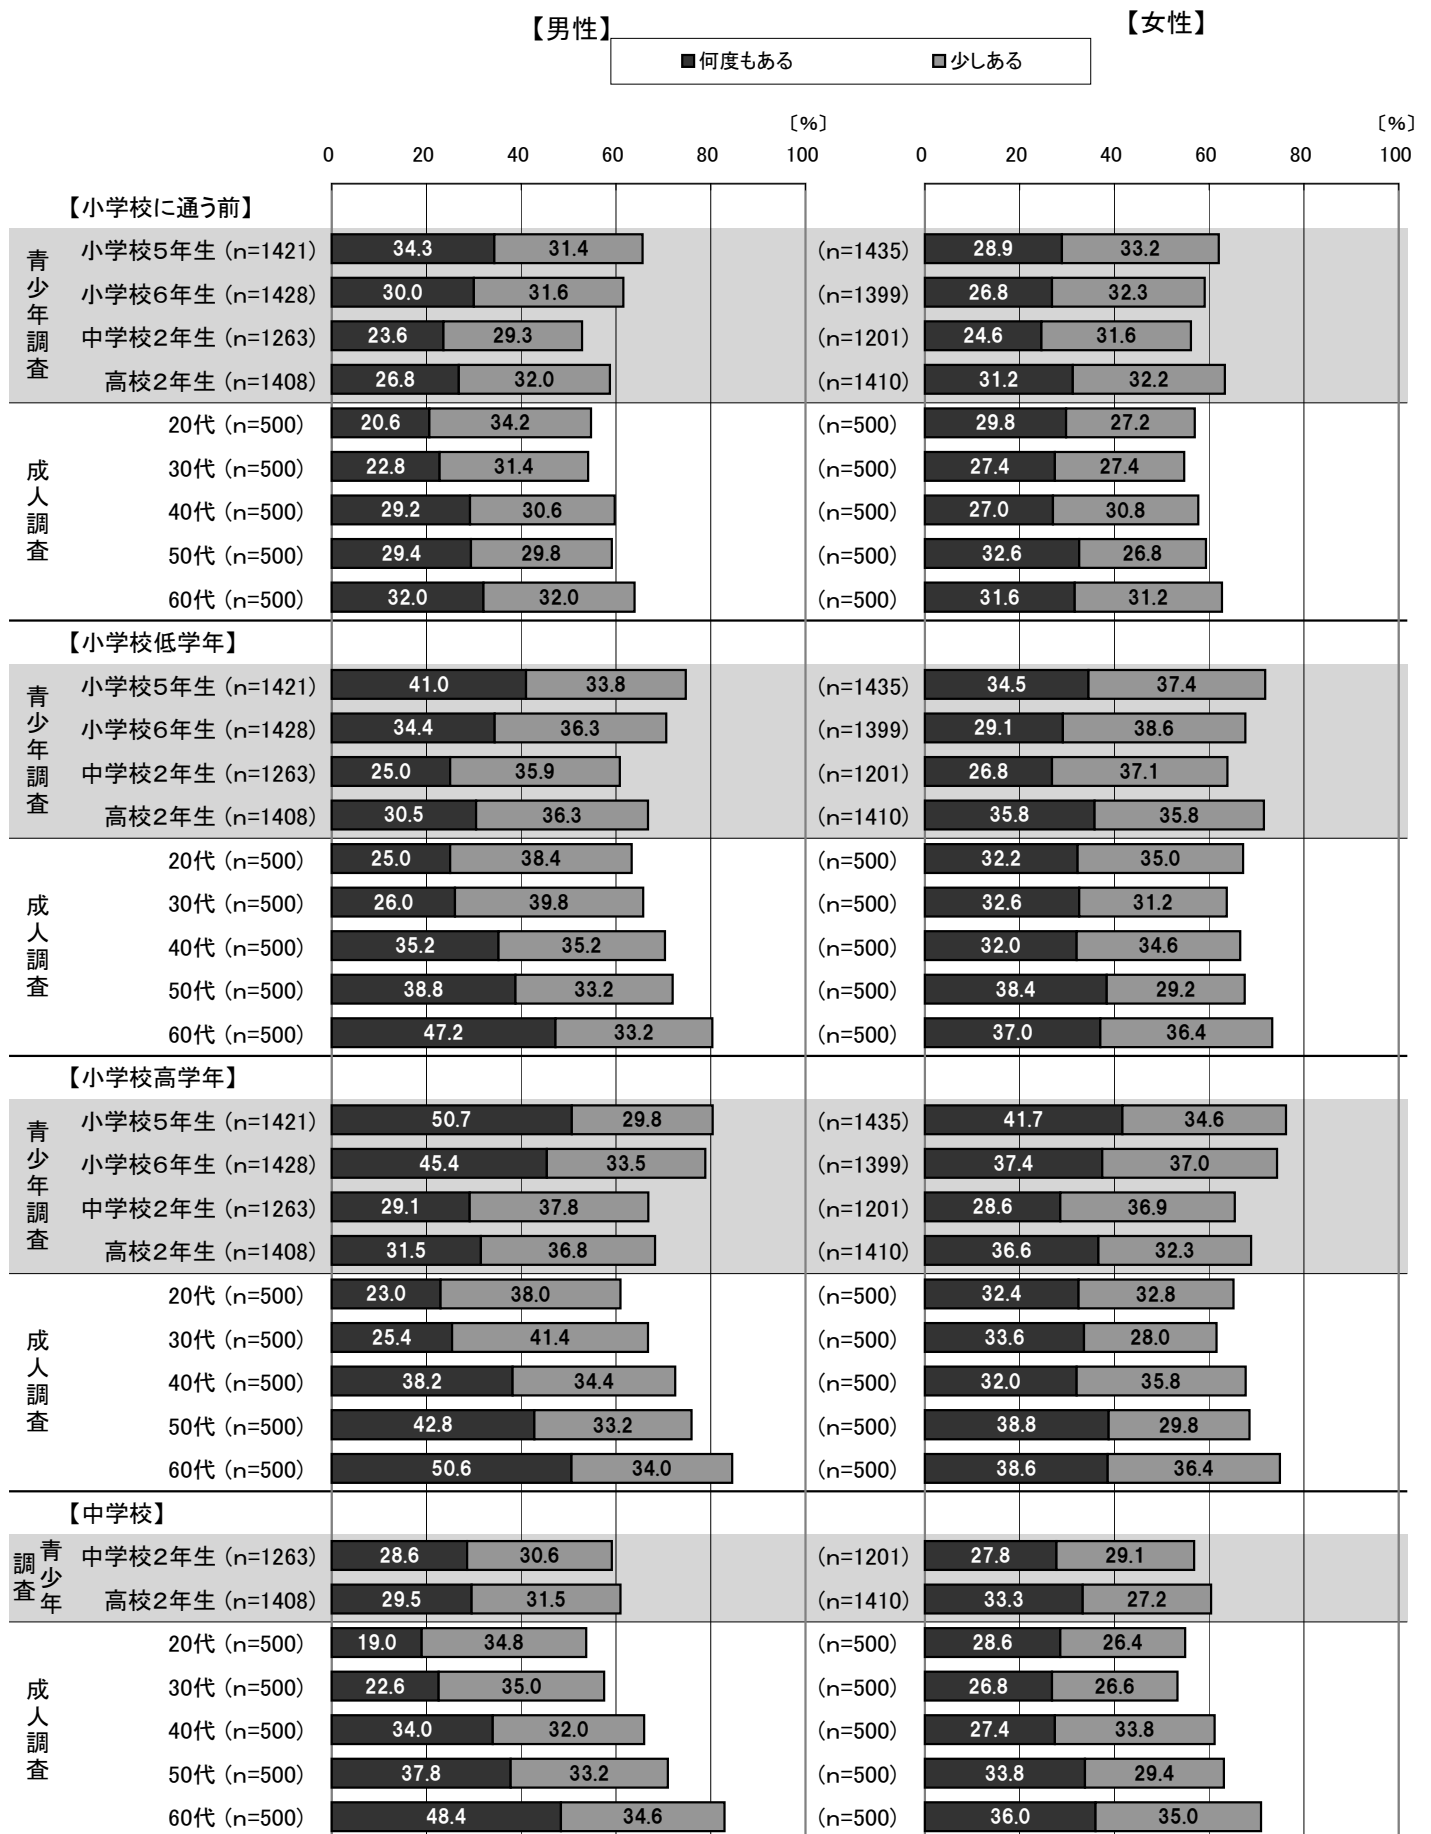 【男性】 【女性】
■何度もある ■少しある
〔%〕 〔%〕
0 20 40 60 80 100 0 20 40 60 80 100
【小学校に通う前】
青少年調査
小学校5年生 (n=1421) 34.3 31.4 (n=1435) 28.9 33.2
小学校6年生 (n=1428) 30.0 31.6 (n=1399) 26.8 32.3
中学校2年生 (n=1263) 23.6 29.3 (n=1201) 24.6 31.6
高校2年生 (n=1408) 26.8 32.0 (n=1410) 31.2 32.2
成人調査
20代 (n=500) 20.6 34.2 (n=500) 29.8 27.2
30代 (n=500) 22.8 31.4 (n=500) 27.4 27.4
40代 (n=500) 29.2 30.6 (n=500) 27.0 30.8
50代 (n=500) 29.4 29.8 (n=500) 32.6 26.8
60代 (n=500) 32.0 32.0 (n=500) 31.6 31.2
【小学校低学年】
青少年調査
小学校5年生 (n=1421) 41.0 33.8 (n=1435) 34.5 37.4
小学校6年生 (n=1428) 34.4 36.3 (n=1399) 29.1 38.6
中学校2年生 (n=1263) 25.0 35.9 (n=1201) 26.8 37.1
高校2年生 (n=1408) 30.5 36.3 (n=1410) 35.8 35.8
成人調査
20代 (n=500) 25.0 38.4 (n=500) 32.2 35.0
30代 (n=500) 26.0 39.8 (n=500) 32.6 31.2
40代 (n=500) 35.2 35.2 (n=500) 32.0 34.6
50代 (n=500) 38.8 33.2 (n=500) 38.4 29.2
60代 (n=500) 47.2 33.2 (n=500) 37.0 36.4
【小学校高学年】
青少年調査
小学校5年生 (n=1421) 50.7 29.8 (n=1435) 41.7 34.6
小学校6年生 (n=1428) 45.4 33.5 (n=1399) 37.4 37.0
中学校2年生 (n=1263) 29.1 37.8 (n=1201) 28.6 36.9
高校2年生 (n=1408) 31.5 36.8 (n=1410) 36.6 32.3
成人調査
20代 (n=500) 23.0 38.0 (n=500) 32.4 32.8
30代 (n=500) 25.4 41.4 (n=500) 33.6 28.0
40代 (n=500) 38.2 34.4 (n=500) 32.0 35.8
50代 (n=500) 42.8 33.2 (n=500) 38.8 29.8
60代 (n=500) 50.6 34.0 (n=500) 38.6 36.4
【中学校】
青少年調査
中学校2年生 (n=1263) 28.6 30.6 (n=1201) 27.8 29.1
高校2年生 (n=1408) 29.5 31.5 (n=1410) 33.3 27.2
成人調査
20代 (n=500) 19.0 34.8 (n=500) 28.6 26.4
30代 (n=500) 22.6 35.0 (n=500) 26.8 26.6
40代 (n=500) 34.0 32.0 (n=500) 27.4 33.8
50代 (n=500) 37.8 33.2 (n=500) 33.8 29.4
60代 (n=500) 48.4 34.6 (n=500) 36.0 35.0